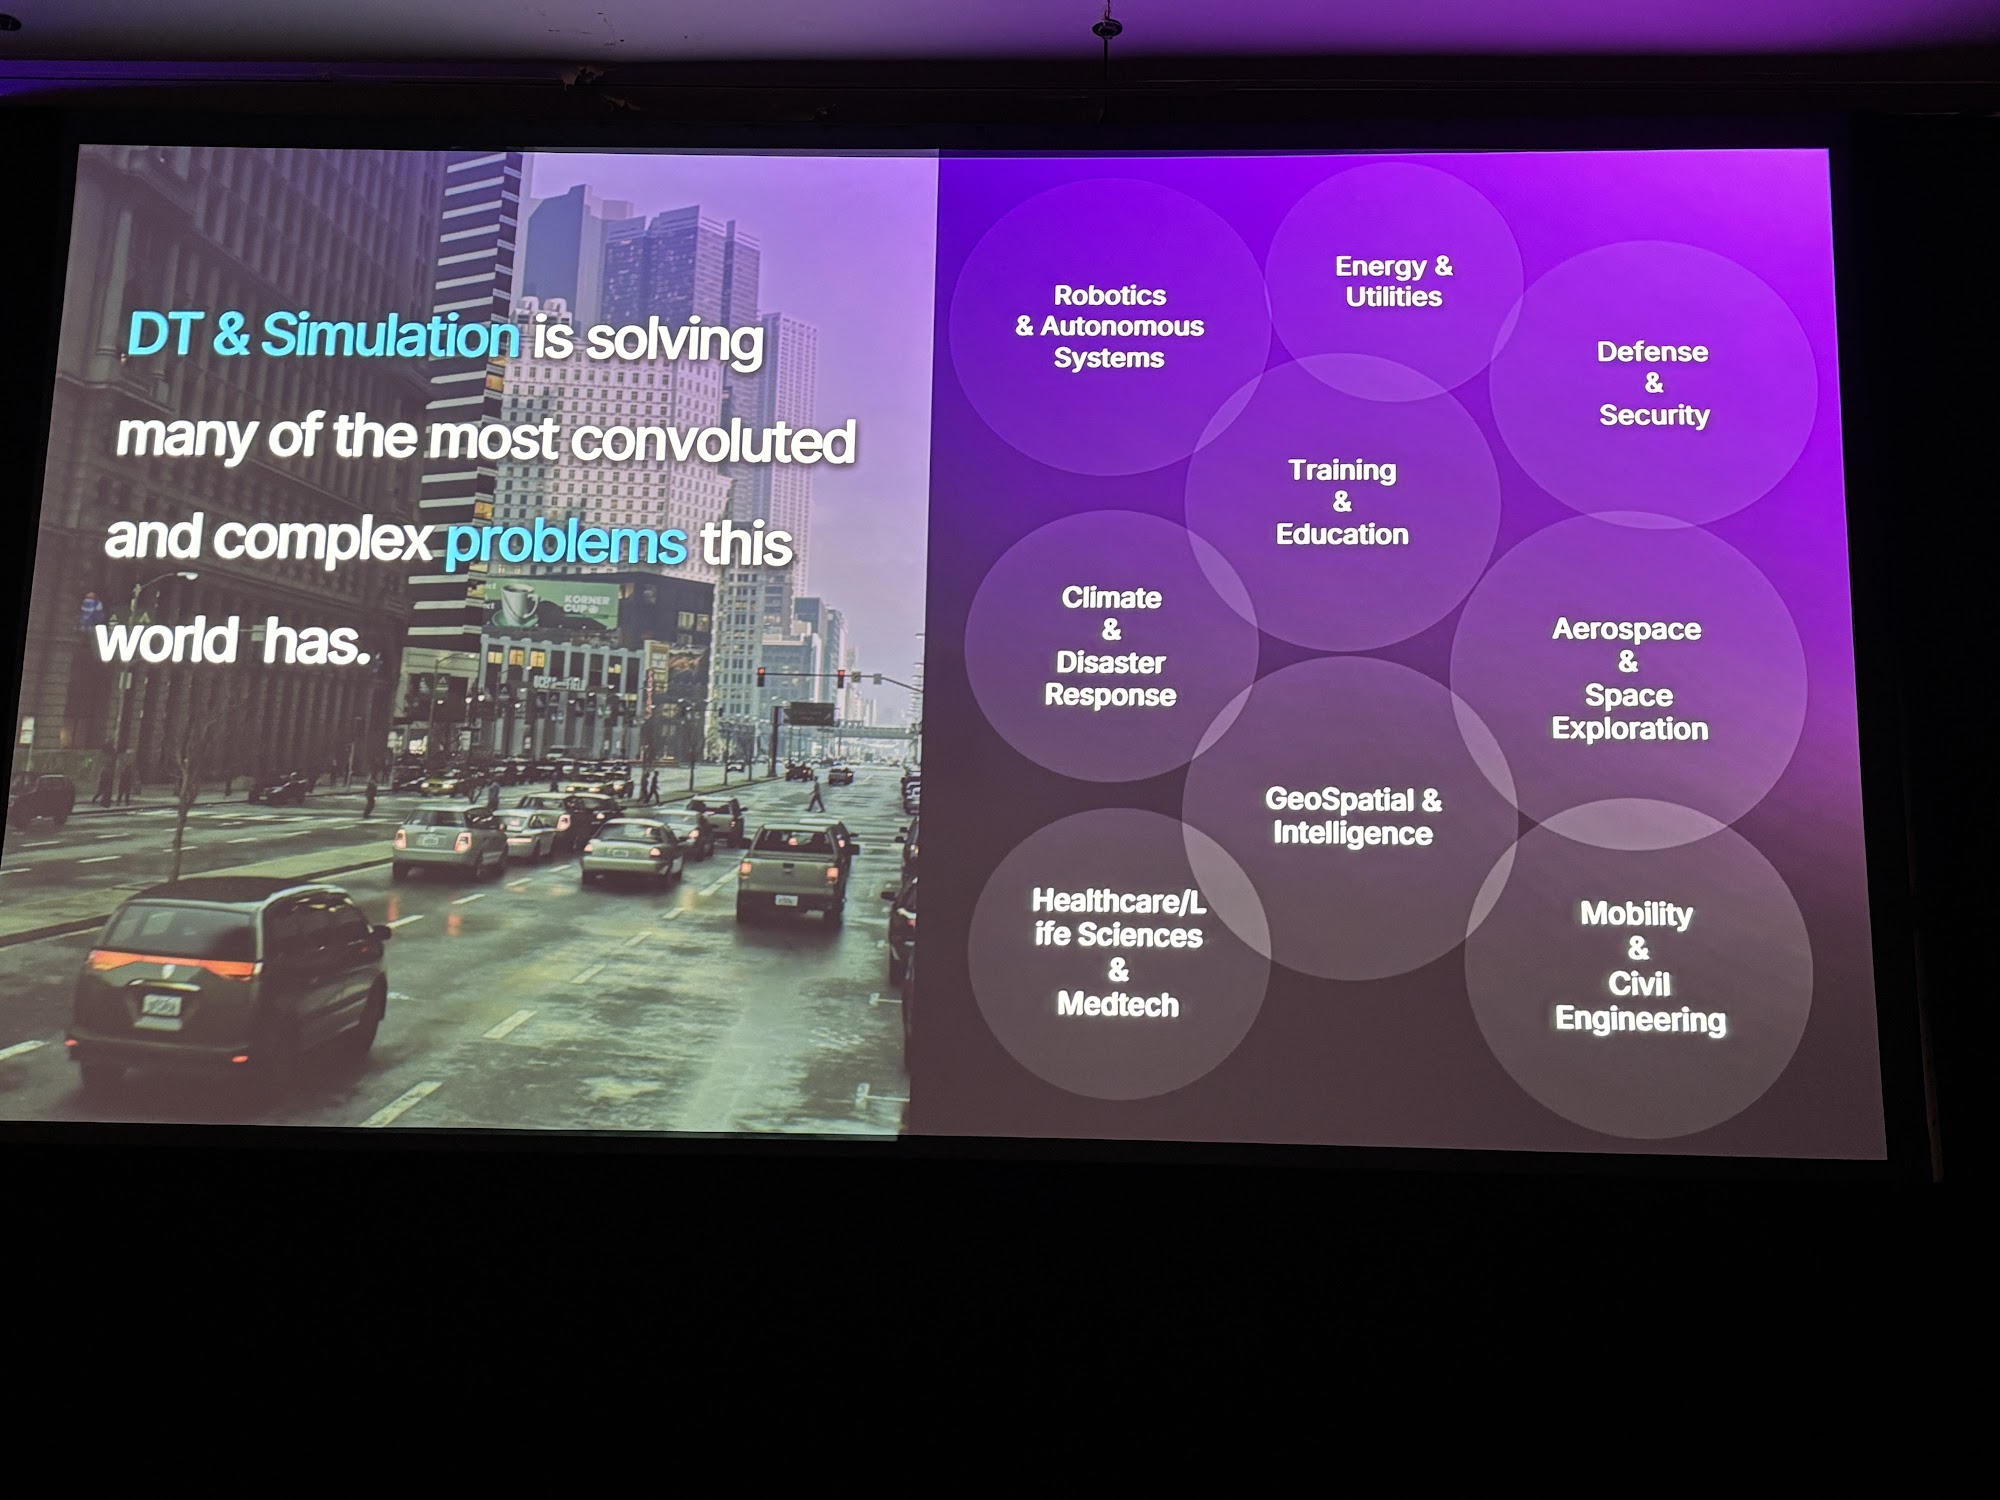 DT & Simulation is solving
many of the most convoluted
and complex problems this
world has.
KORNER
CUP
Robotics
& Autonomous
Systems
Energy &
Utilities
Defense
&
Security
Training
&
Education
Climate
&
Disaster
Response
Aerospace
&
Space
Exploration
GeoSpatial &
Intelligence
Healthcare/L
ife Sciences
&
Medtech
Mobility
&
Civil
Engineering